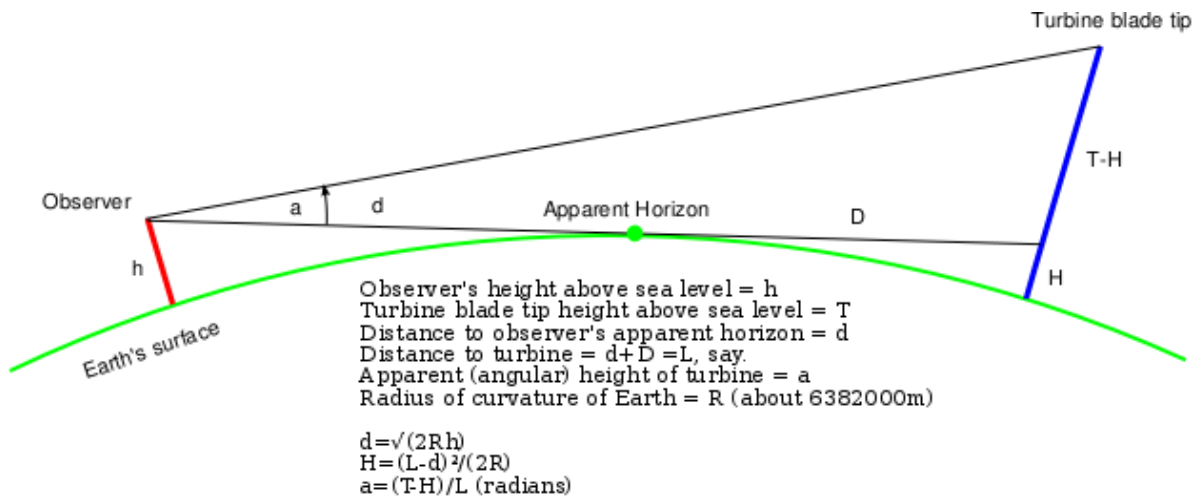 Turbine blade tip
T-H
Observer
a
d
Apparent Horizon
D
h
H
Earth's surface
Observer's height above sea level = h
Turbine blade tip height above sea level = T
Distance to observer's apparent horizon = d
Distance to turbine = d+D =L, say.
Apparent (angular) height of turbine = a
Radius of curvature of Earth = R (about 6382000m)
d=√(2Rh)
H=(L-d)²/(2R)
a=(T-H)/L (radians)